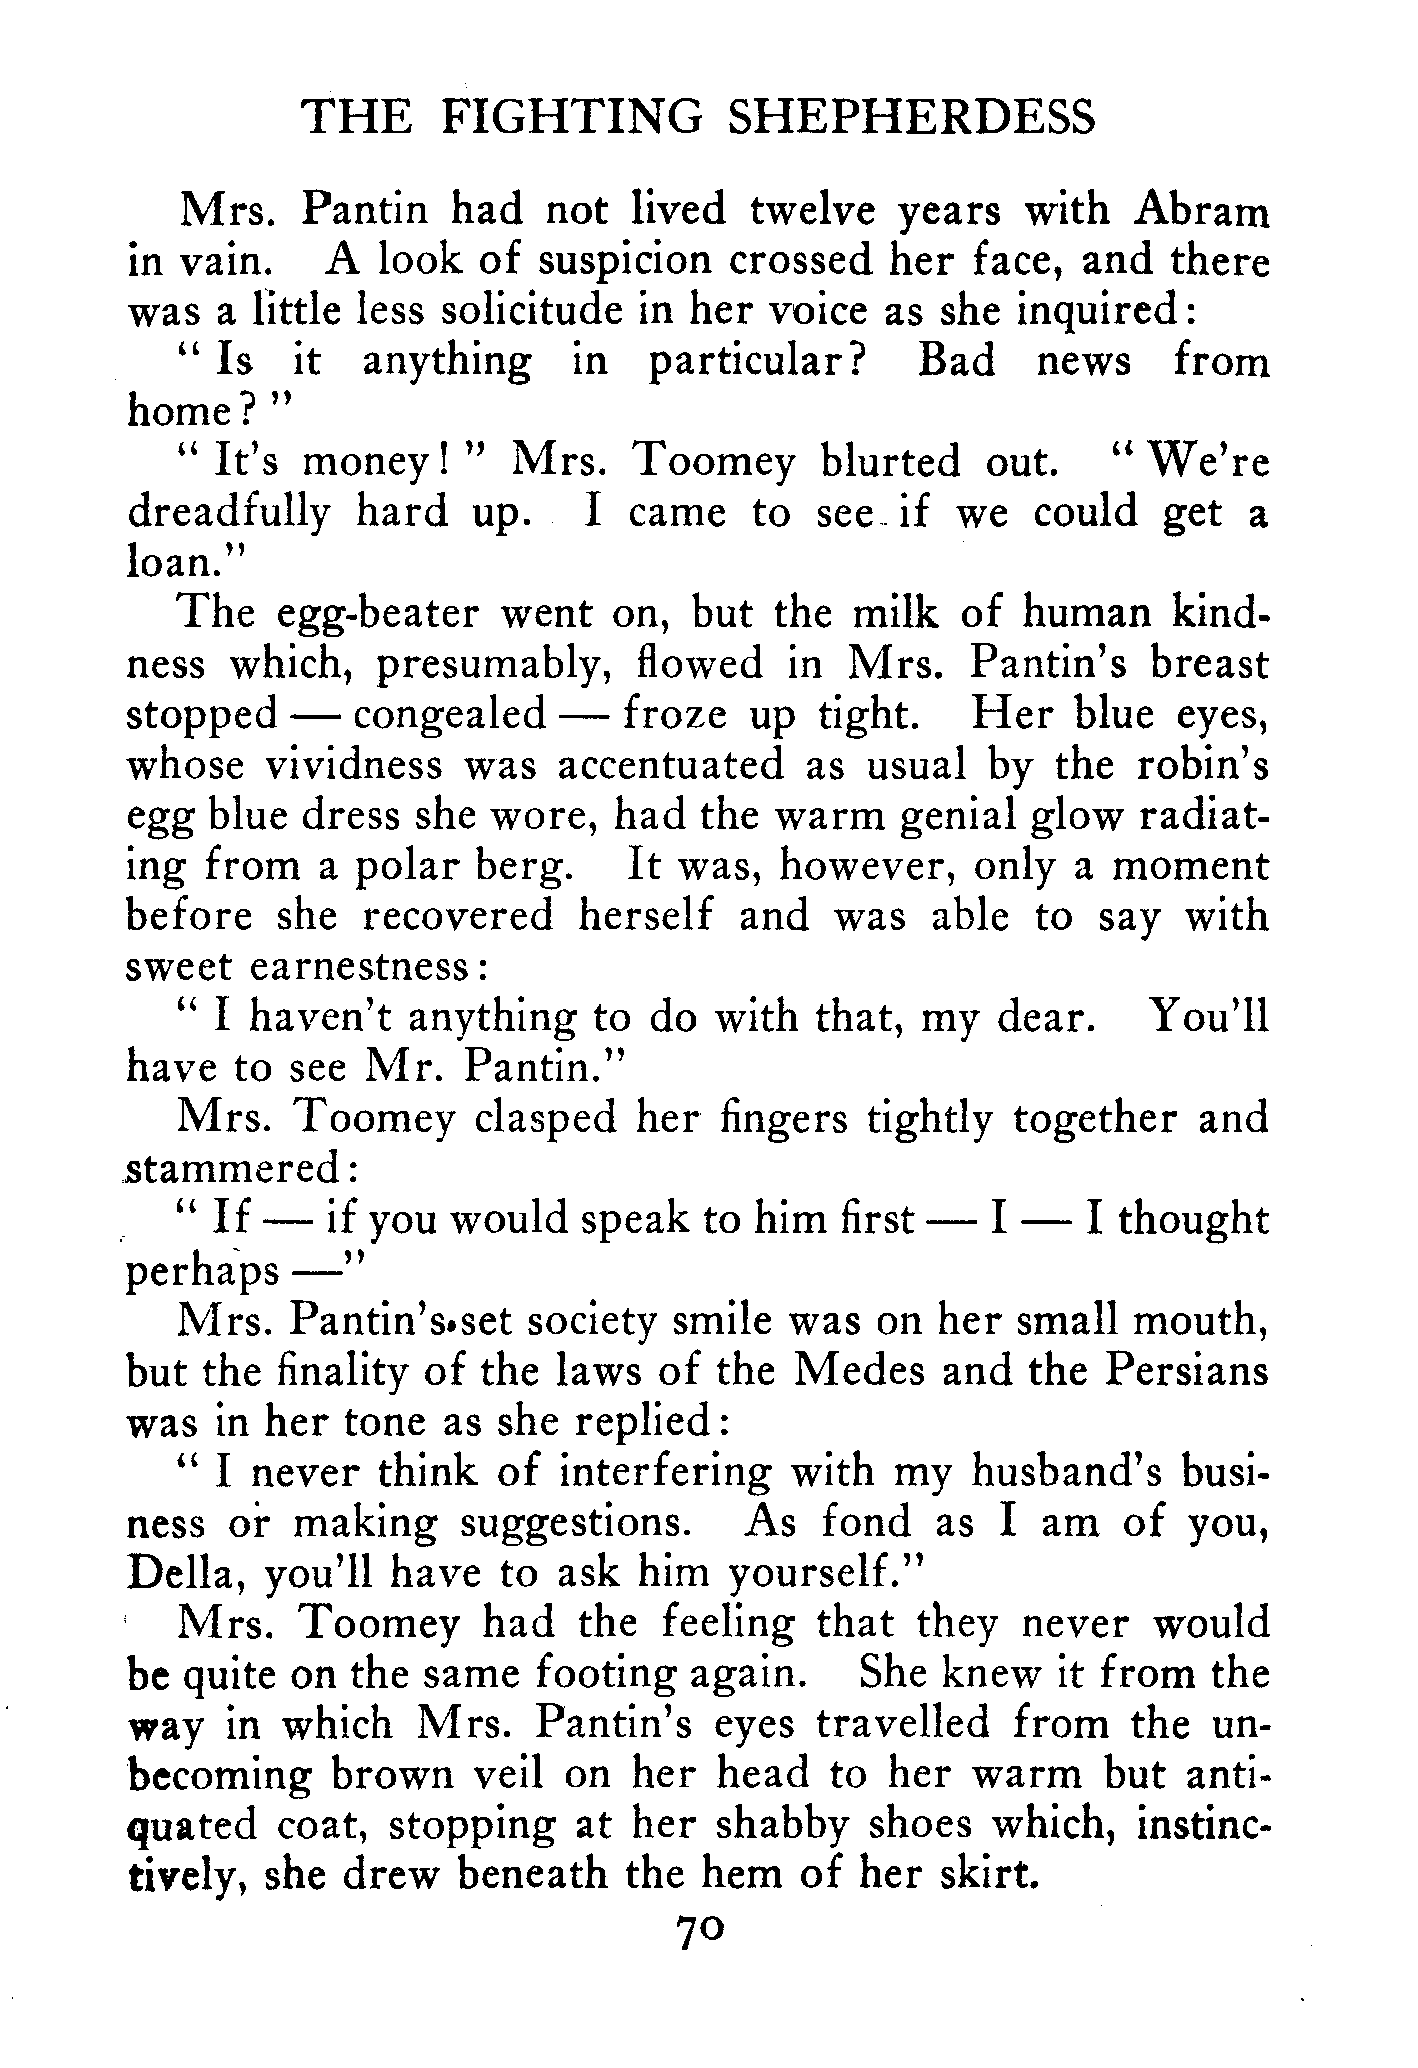 THE FIGHTING SHEPHERDESS
Mrs. Pantin had not lived twelve years with Abram
in vain. A look of suspicion crossed her face, and there
was a little less solicitude in her voice as she inquired:
" Is it anything in particular? Bad news from
home? "
" It's money! " Mrs. Toomey blurted out. " We're
dreadfully hard up. I came to see if we could get a
loan."
The egg-beater went on, but the milk of human kind-
ness which, presumably, flowed in Mrs. Pantin's breast
stopped — congealed — froze up tight. Her blue eyes,
whose vividness was accentuated as usual by the robin's
egg blue dress she wore, had the warm genial glow radiat-
ing from a polar berg. It was, however, only a moment
before she recovered herself and was able to say with
sweet earnestness:
" I haven't anything to do with that, my dear. You'll
have to see Mr. Pantin."
Mrs. Toomey clasped her fingers tightly together and
stammered:
" If — if you would speak to him first — I — I thought
perhaps —"
Mrs. Pantin's set society smile was on her small mouth,
but the finality of the laws of the Medes and the Persians
was in her tone as she replied:
" I never think of interfering with my husband's busi-
ness or making suggestions. As fond as I am of you,
Della, you'll have to ask him yourself."
Mrs. Toomey had the feeling that they never would
be quite on the same footing again. She knew it from the
way in which Mrs. Pantin's eyes travelled from the un-
becoming brown veil on her head to her warm but anti-
quated coat, stopping at her shabby shoes which, instinc-
tively, she drew beneath the hem of her skirt.
70